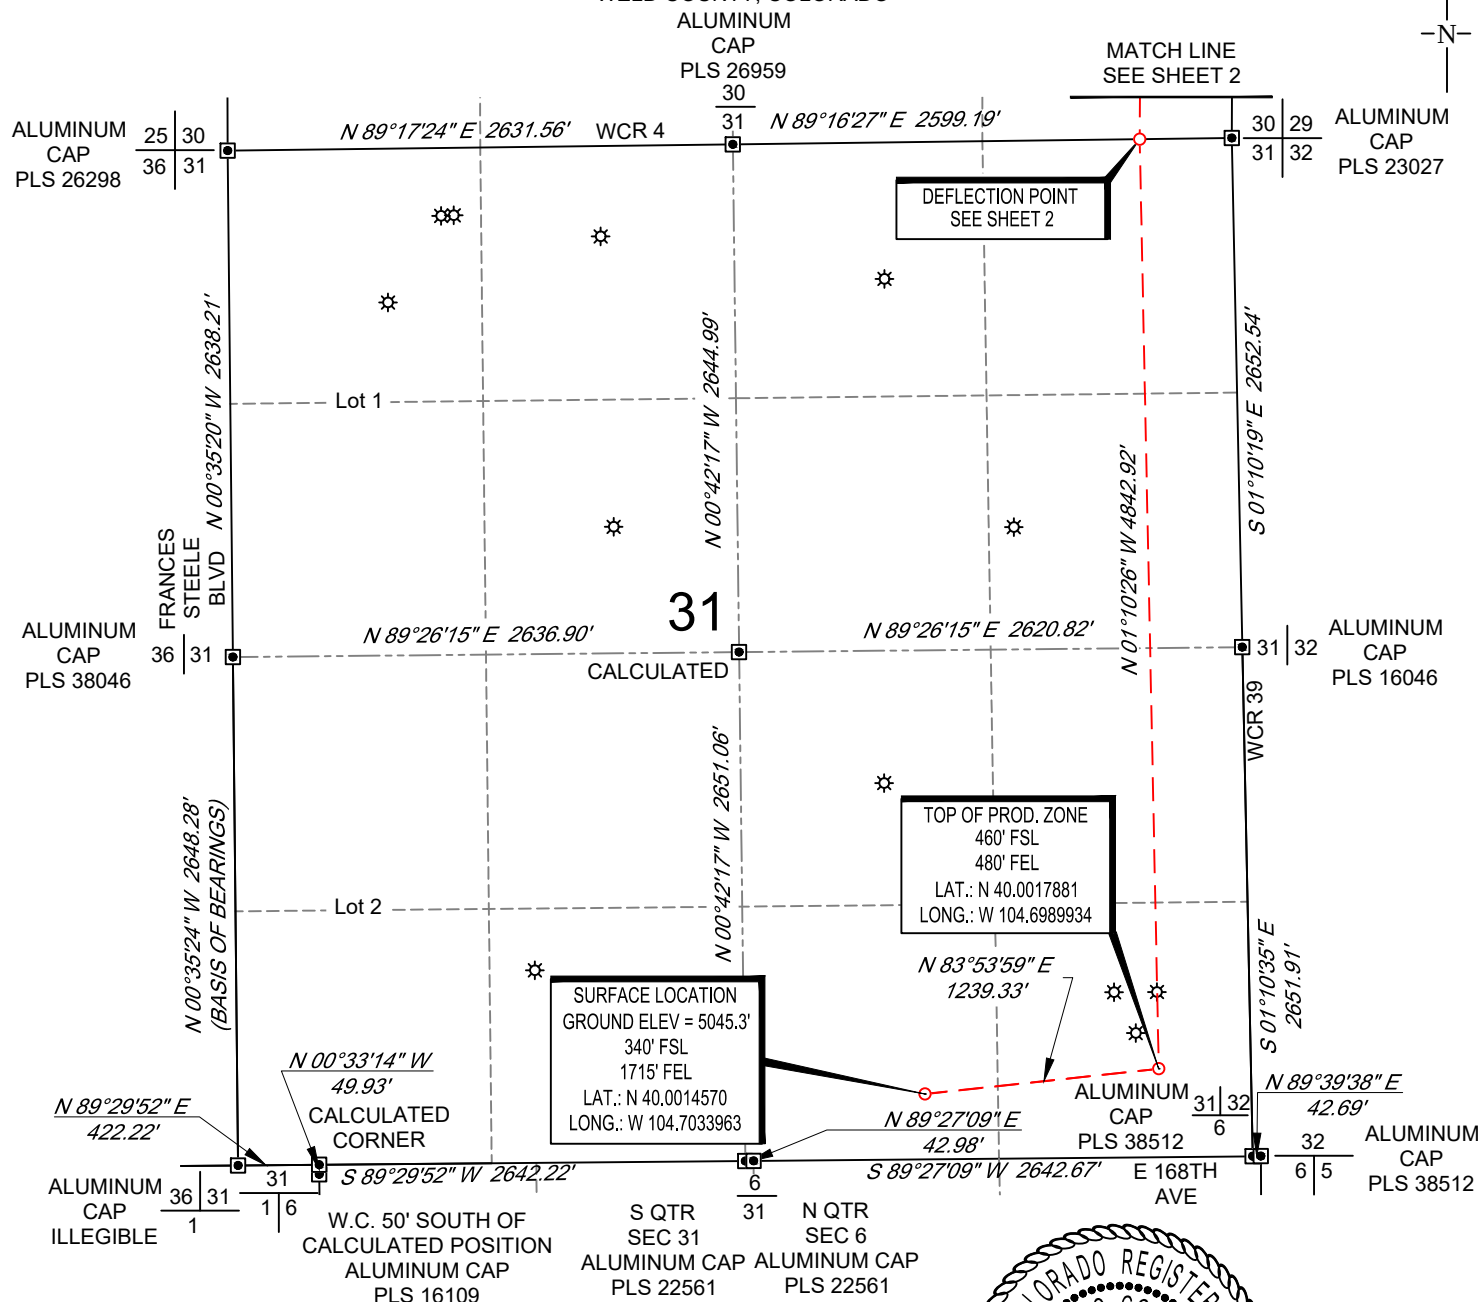 ALUMINUM
CAP
PLS 26959
30
31
MATCH LINE
SEE SHEET 2
N
ALUMINUM
CAP
PLS 26298
25 30
36 31
N 89°17'24" E 2631.56'
WCR 4
N 89°16'27" E 2599.19'
30 29
31 32
ALUMINUM
CAP
PLS 23027
DEFLECTION POINT
SEE SHEET 2
N 00°35'20" W 2638.21'
N 00°42'17" W 2644.99'
S 01°10'19" E 2652.54'
Lot 1
N 01°10'26" W 4842.92'
FRANCES
STEELE
BLVD
ALUMINUM
CAP
PLS 38046
36 31
N 89°26'15" E 2636.90'
31
CALCULATED
N 89°26'15" E 2620.82'
31 32
ALUMINUM
CAP
PLS 16046
WCR 39
N 00°35'24" W 2648.28'
(BASIS OF BEARINGS)
N 00°42'17" W 2651.06'
Lot 2
TOP OF PROD. ZONE
460' FSL
480' FEL
LAT.: N 40.0017881
LONG.: W 104.6989934
N 83°53'59" E
1239.33'
S 01°10'35" E
2651.91'
SURFACE LOCATION
GROUND ELEV = 5045.3'
340' FSL
1715' FEL
LAT.: N 40.0014570
LONG.: W 104.7033963
N 00°33'14" W
49.93'
CALCULATED
CORNER
N 89°29'52" E
422.22'
N 89°27'09" E
42.98'
ALUMINUM
CAP
PLS 38512
31 32
6
N 89°39'38" E
42.69'
32
6 5
ALUMINUM
CAP
PLS 38512
S 89°29'52" W 2642.22'
S 89°27'09" W 2642.67'
E 168TH
AVE
ALUMINUM
CAP
ILLEGIBLE
36 31
1
31
1 6
6
31
W.C. 50' SOUTH OF
CALCULATED POSITION
ALUMINUM CAP
PLS 16109
S QTR
SEC 31
ALUMINUM CAP
PLS 22561
N QTR
SEC 6
ALUMINUM CAP
PLS 22561